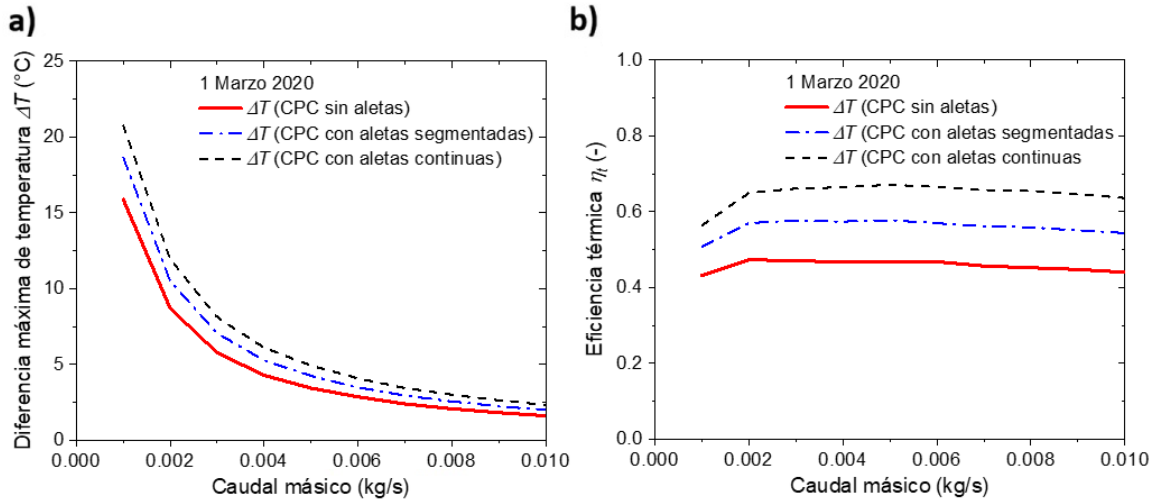 a)
Diferencia máxima de temperatura ΔT (°C)
25
20
15
10
5
0
1 Marzo 2020
ΔT (CPC sin aletas)
ΔT (CPC con aletas segmentadas)
ΔT (CPC con aletas continuas)
0.000 0.002 0.004 0.006 0.008 0.010
Caudal másico (kg/s)
b)
Eficiencia térmica ηt (-)
1.0
0.8
0.6
0.4
0.2
0.0
1 Marzo 2020
ΔT (CPC sin aletas)
ΔT (CPC con aletas segmentadas
ΔT (CPC con aletas continuas
0.000 0.002 0.004 0.006 0.008 0.010
Caudal másico (kg/s)